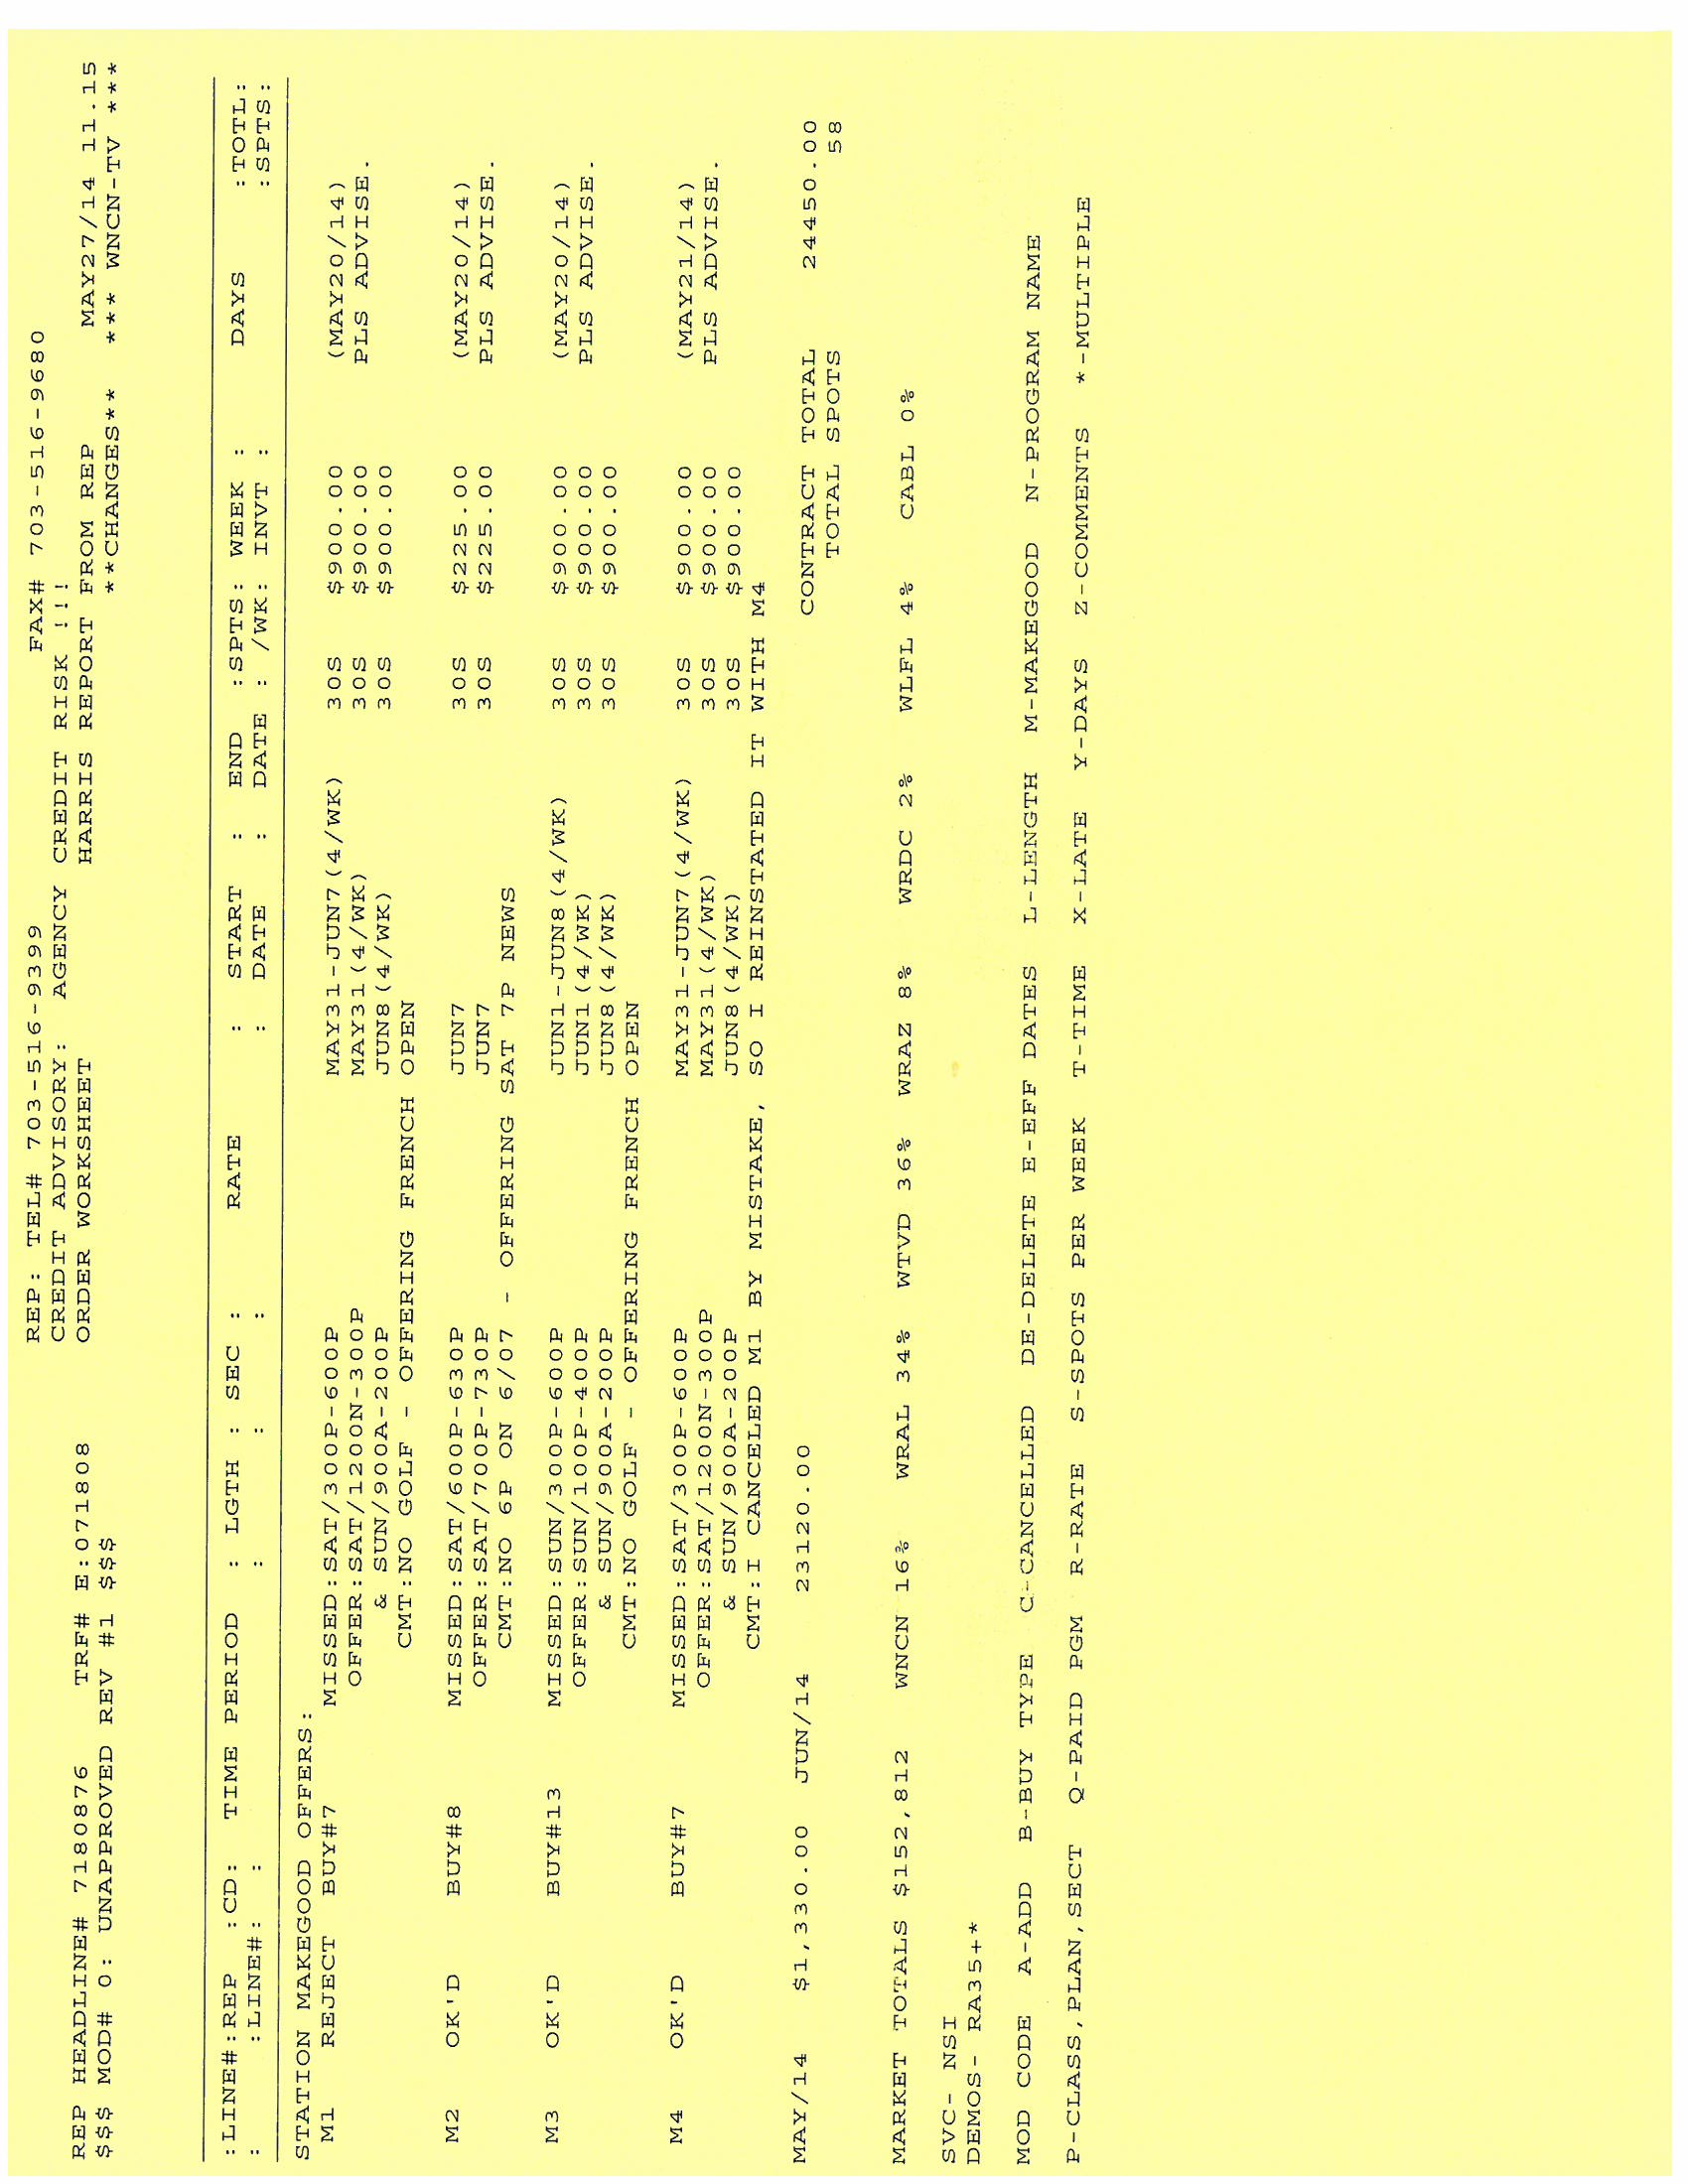 REP: TEL# 703-516-9399 FAX# 703-516-9680
CREDIT ADVISORY: AGENCY CREDIT RISK !!!
REP HEADLINE# 7180876 TRF# E:071808 ORDER WORKSHEET HARRIS REPORT FROM REP MAY27/14 11.15
$$$ MOD# 0: UNAPPROVED REV #1 $$$ **CHANGES** *** WNCN-TV ***
:LINE#:REP :CD: TIME PERIOD : LGTH : SEC : RATE : START : END :SPTS: WEEK : DAYS :TOTL:
: :LINE#: : : : : DATE : DATE : /WK: INVT : :SPTS:
STATION MAKEGOOD OFFERS:
M1 REJECT BUY#7 MISSED:SAT/300P-600P MAY31-JUN7(4/WK) 30S $900.00 (MAY20/14)
OFFER:SAT/1200N-300P MAY31(4/WK) 30S $900.00 PLS ADVISE.
& SUN/900A-200P JUN8(4/WK) 30S $900.00
CMT:NO GOLF - OFFERING FRENCH OPEN
M2 OK'D BUY#8 MISSED:SAT/600P-630P JUN7 30S $225.00 (MAY20/14)
OFFER:SAT/700P-730P JUN7 30S $225.00 PLS ADVISE.
CMT:NO 6P ON 6/07 - OFFERING SAT 7P NEWS
M3 OK'D BUY#13 MISSED:SUN/300P-600P JUN1-JUN8(4/WK) 30S $900.00 (MAY20/14)
OFFER:SUN/100P-400P JUN1(4/WK) 30S $900.00 PLS ADVISE.
& SUN/900A-200P JUN8(4/WK) 30S $900.00
CMT:NO GOLF - OFFERING FRENCH OPEN
M4 OK'D BUY#7 MISSED:SAT/300P-600P MAY31-JUN7(4/WK) 30S $900.00 (MAY21/14)
OFFER:SAT/1200N-300P MAY31(4/WK) 30S $900.00 PLS ADVISE.
& SUN/900A-200P JUN8(4/WK) 30S $900.00
CMT:I CANCELED M1 BY MISTAKE, SO I REINSTATED IT WITH M4
MAY/14 $1,330.00 JUN/14 23120.00 CONTRACT TOTAL 24450.00
TOTAL SPOTS 58
MARKET TOTALS $152,812 WNCN 16% WRAL 34% WTVD 36% WRAZ 8% WRDC 2% WLFL 4% CABL 0%
SVC- NSI
DEMOS- RA35+*
MOD CODE A-ADD B-BUY TYPE C-CANCELLED DE-DELETE E-EFF DATES L-LENGTH M-MAKEGOOD N-PROGRAM NAME
P-CLASS,PLAN,SECT Q-PAID PGM R-RATE S-SPOTS PER WEEK T-TIME X-LATE Y-DAYS Z-COMMENTS *-MULTIPLE